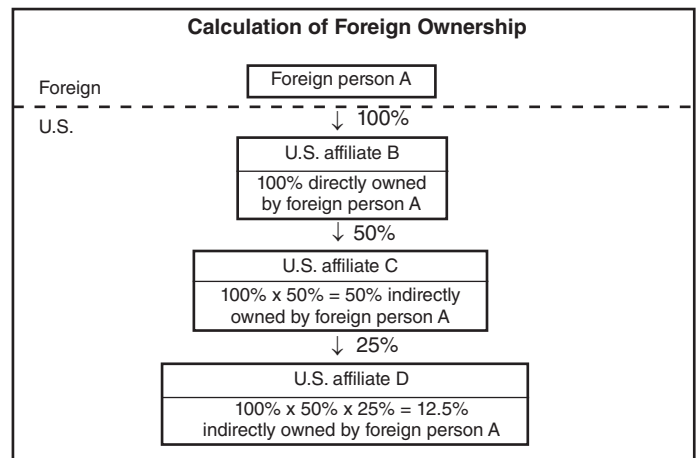 Calculation of Foreign Ownership
Foreign person A
Foreign
U.S.
↓ 100%
U.S. affiliate B
100% directly owned
by foreign person A
↓ 50%
U.S. affiliate C
100% x 50% = 50% indirectly
owned by foreign person A
↓ 25%
U.S. affiliate D
100% x 50% x 25% = 12.5%
indirectly owned by foreign person A